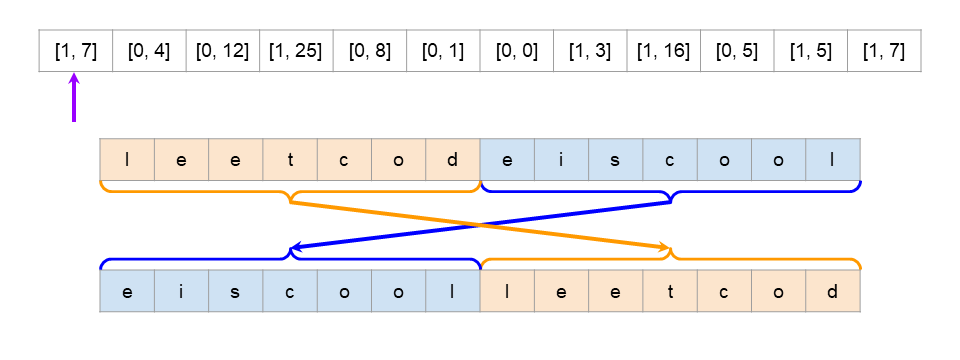 [1, 7] [0, 4] [0, 12] [1, 25] [0, 8] [0, 1] [0, 0] [1, 3] [1, 16] [0, 5] [1, 5] [1, 7]
l e e t c o d e i s c o o l
e i s c o o l l e e t c o d